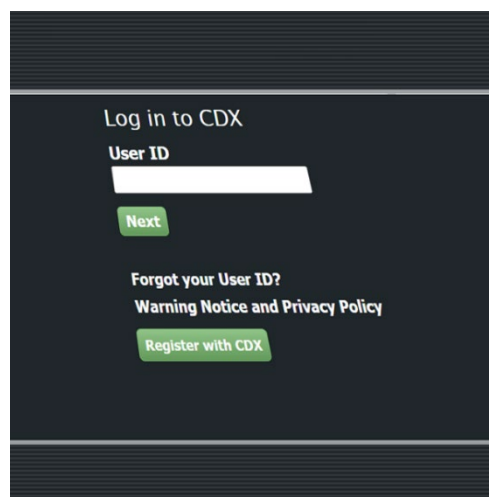 Log in to CDX
User ID
Next
Forgot your User ID?
Warning Notice and Privacy Policy
Register with CDX